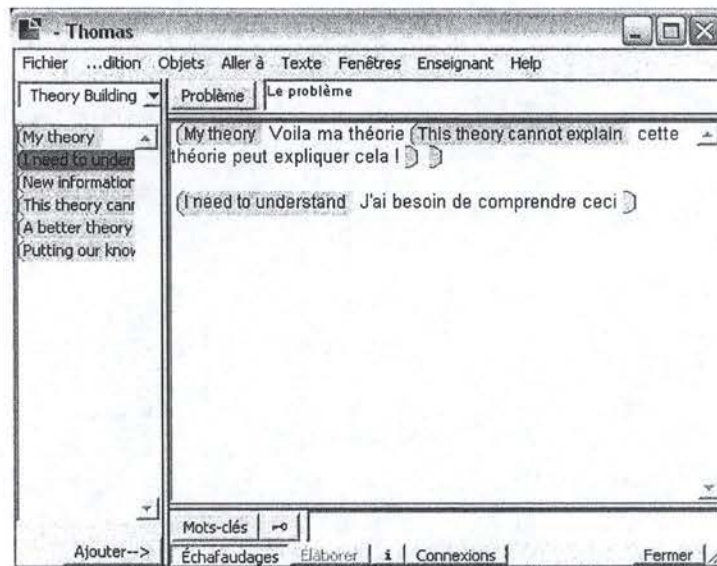 - Thomas
Fichier ...dition Objets Aller à Texte Fenêtres Enseignant Help
Theory Building
Problème
Le problème
(My theory
(I need to under
(New information
(This theory canr
(A better theory
(Putting our know
(My theory Voila ma théorie (This theory cannot explain cette
théorie peut expliquer cela ! ) )
(I need to understand J'ai besoin de comprendre ceci )
Mots-clés
Ajouter-->
Échafaudages Élaborer i Connexions Fermer